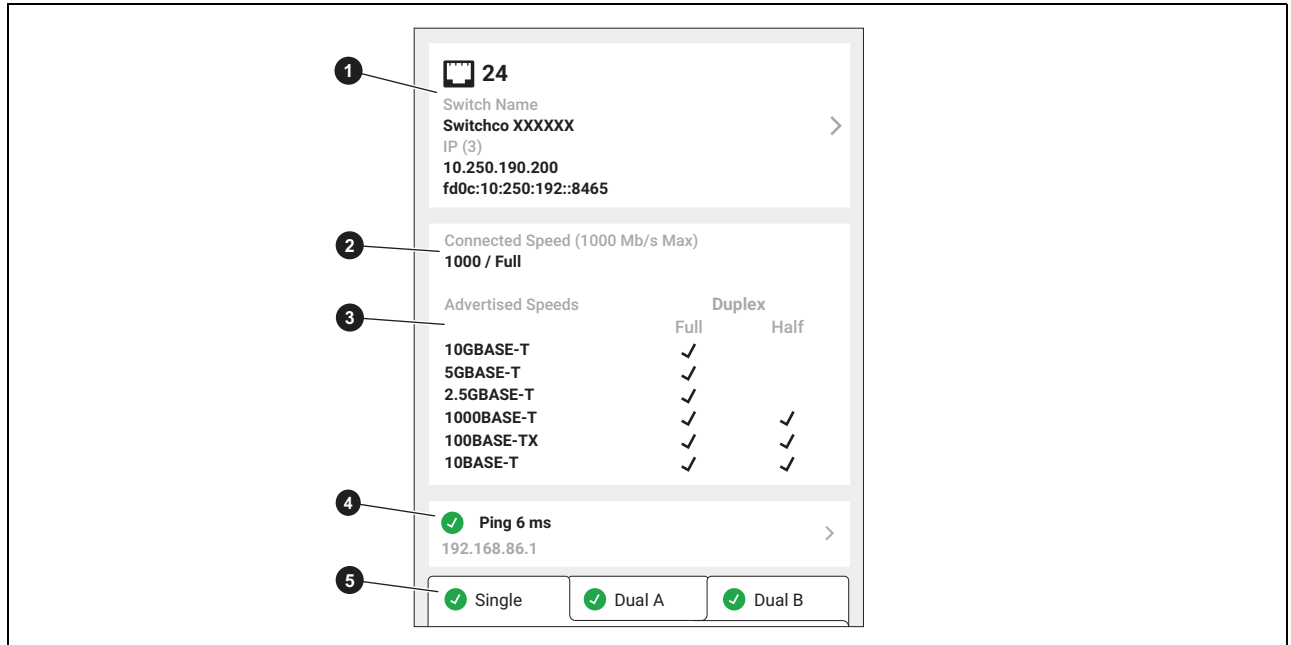 1
24
Switch Name
Switchco XXXXXX
IP (3)
10.250.190.200
fd0c:10:250:192::8465
2
Connected Speed (1000 Mb/s Max)
1000 / Full
3
Advertised Speeds Duplex
Full Half
10GBASE-T
5GBASE-T
2.5GBASE-T
1000BASE-T
100BASE-TX
10BASE-T
4
Ping 6 ms
192.168.86.1
5
Single Dual A Dual B